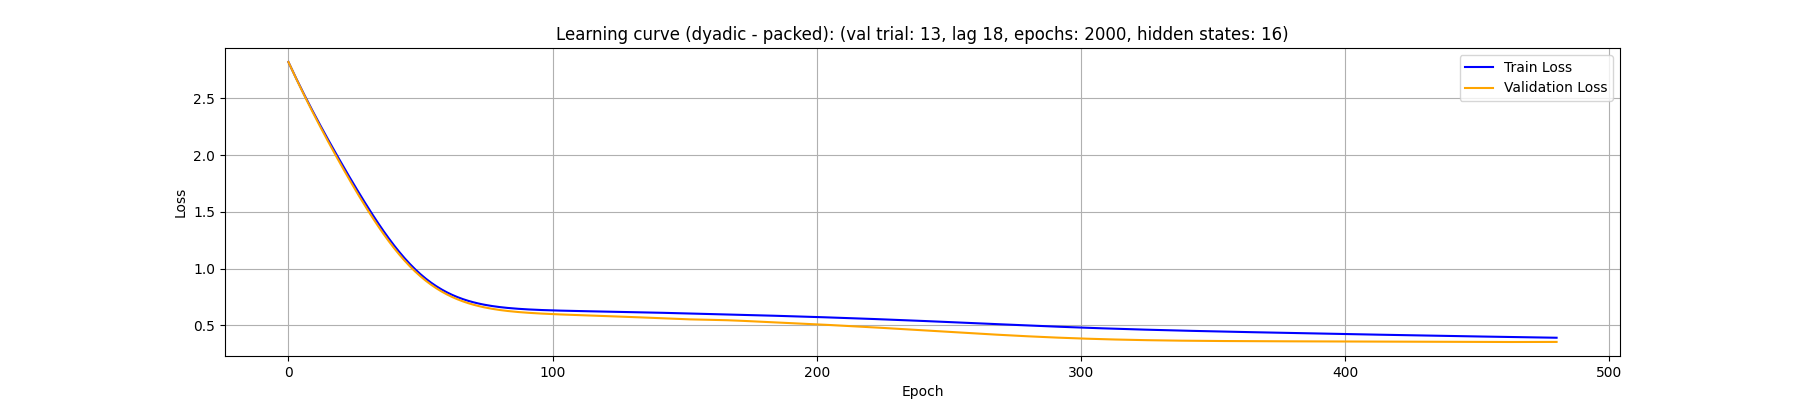 Learning curve (dyadic - packed): (val trial: 13, lag 18, epochs: 2000, hidden states: 16)
Train Loss
Validation Loss
Loss
2.5
2.0
1.5
1.0
0.5
0
100
200
300
400
500
Epoch